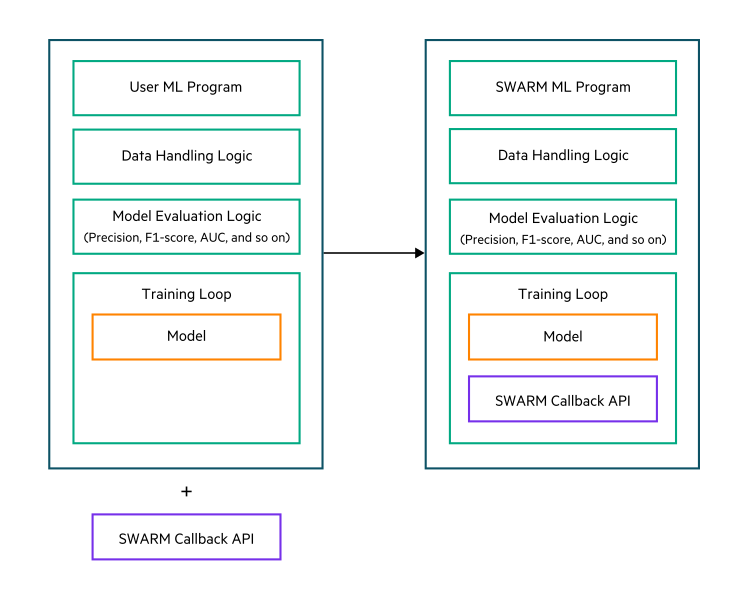 User ML Program
Data Handling Logic
Model Evaluation Logic
(Precision, F1-score, AUC, and so on)
Training Loop
Model
+
SWARM Callback API
SWARM ML Program
Data Handling Logic
Model Evaluation Logic
(Precision, F1-score, AUC, and so on)
Training Loop
Model
SWARM Callback API